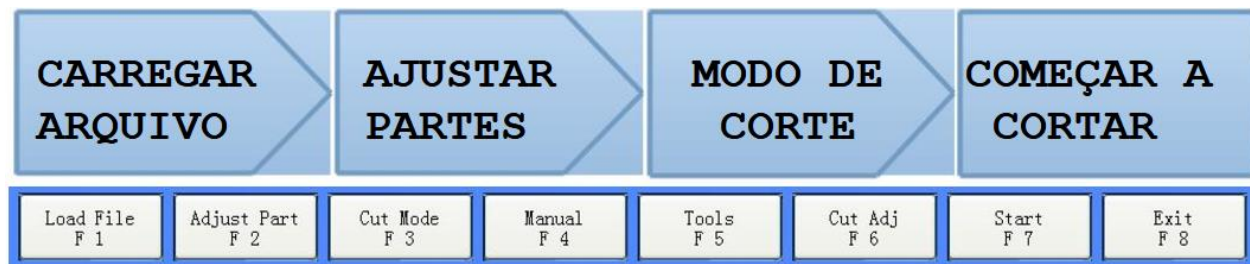 CARREGAR
ARQUIVO
AJUSTAR
PARTES
MODO DE
CORTE
COMEÇAR A
CORTAR
Load File
F 1
Adjust Part
F 2
Cut Mode
F 3
Manual
F 4
Tools
F 5
Cut Adj
F 6
Start
F 7
Exit
F 8